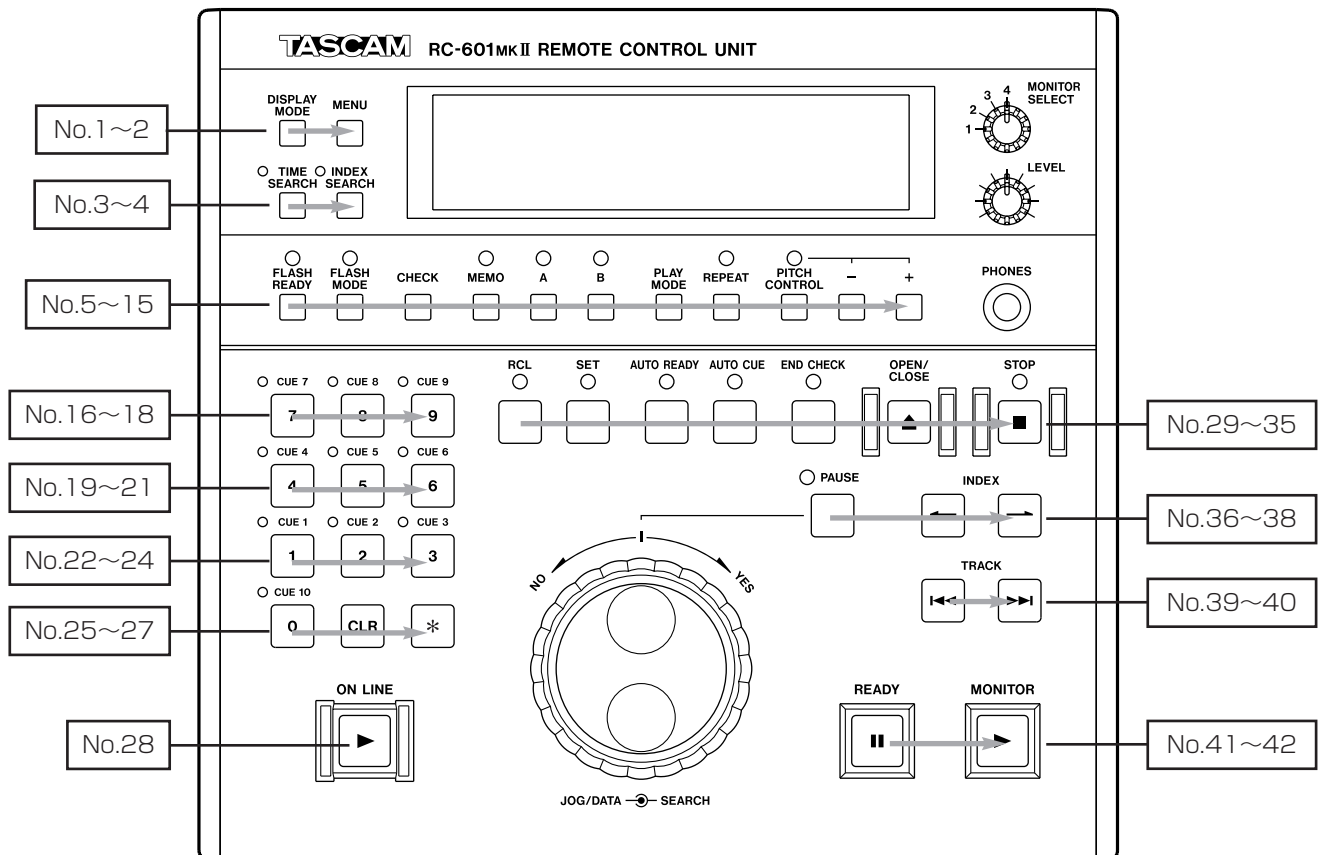 TASCAM RC-601MKⅡ REMOTE CONTROL UNIT
DISPLAY MODE MENU
No.1〜2
TIME SEARCH INDEX SEARCH
No.3〜4
MONITOR SELECT
1 2 3 4
LEVEL
FLASH READY FLASH MODE CHECK MEMO A B PLAY MODE REPEAT PITCH CONTROL − +
No.5〜15
PHONES
RCL SET AUTO READY AUTO CUE END CHECK OPEN/CLOSE STOP
No.29〜35
CUE 7 CUE 8 CUE 9
No.16〜18
7 8 9
CUE 4 CUE 5 CUE 6
No.19〜21
4 5 6
CUE 1 CUE 2 CUE 3
No.22〜24
1 2 3
CUE 10
No.25〜27
0 CLR *
PAUSE INDEX
No.36〜38
NO YES
TRACK
No.39〜40
ON LINE
No.28
READY MONITOR
No.41〜42
JOG/DATA SEARCH